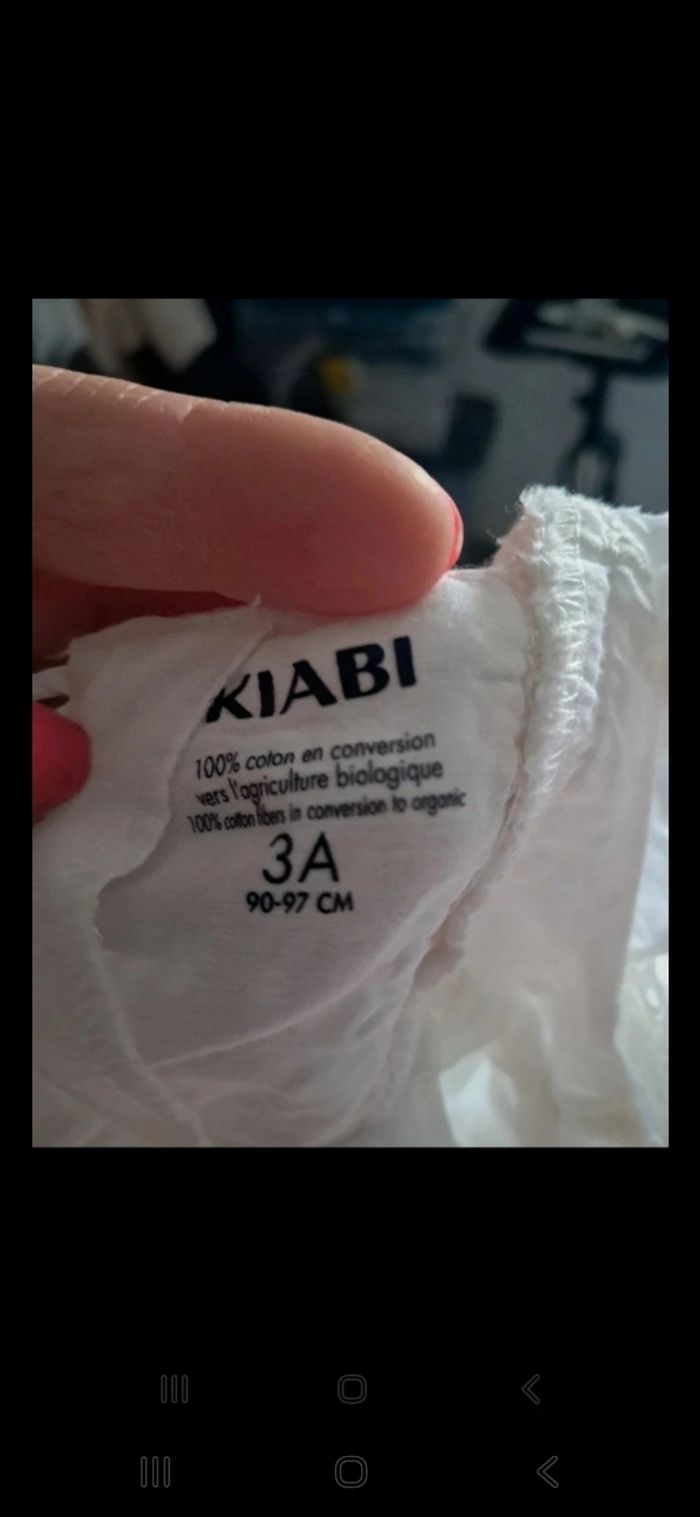 KIABI
100% coton en conversion
vers l'agriculture biologique
100% cotton fibers in conversion to organic
3A
90-97 CM